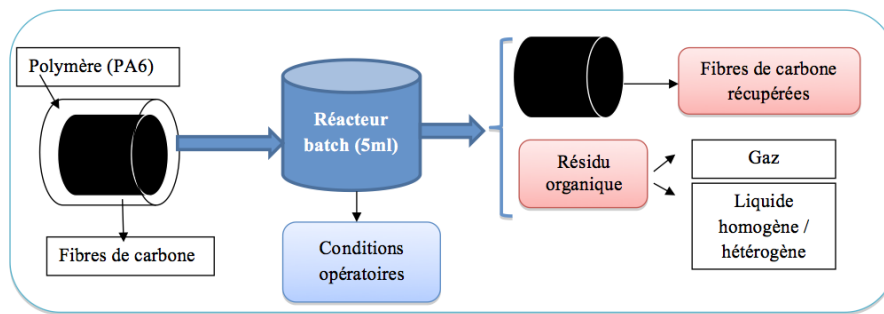 Polymère (PA6)
Fibres de carbone
Réacteur
batch (5ml)
Conditions
opératoires
Fibres de carbone
récupérées
Résidu
organique
Gaz
Liquide
homogène /
hétérogène